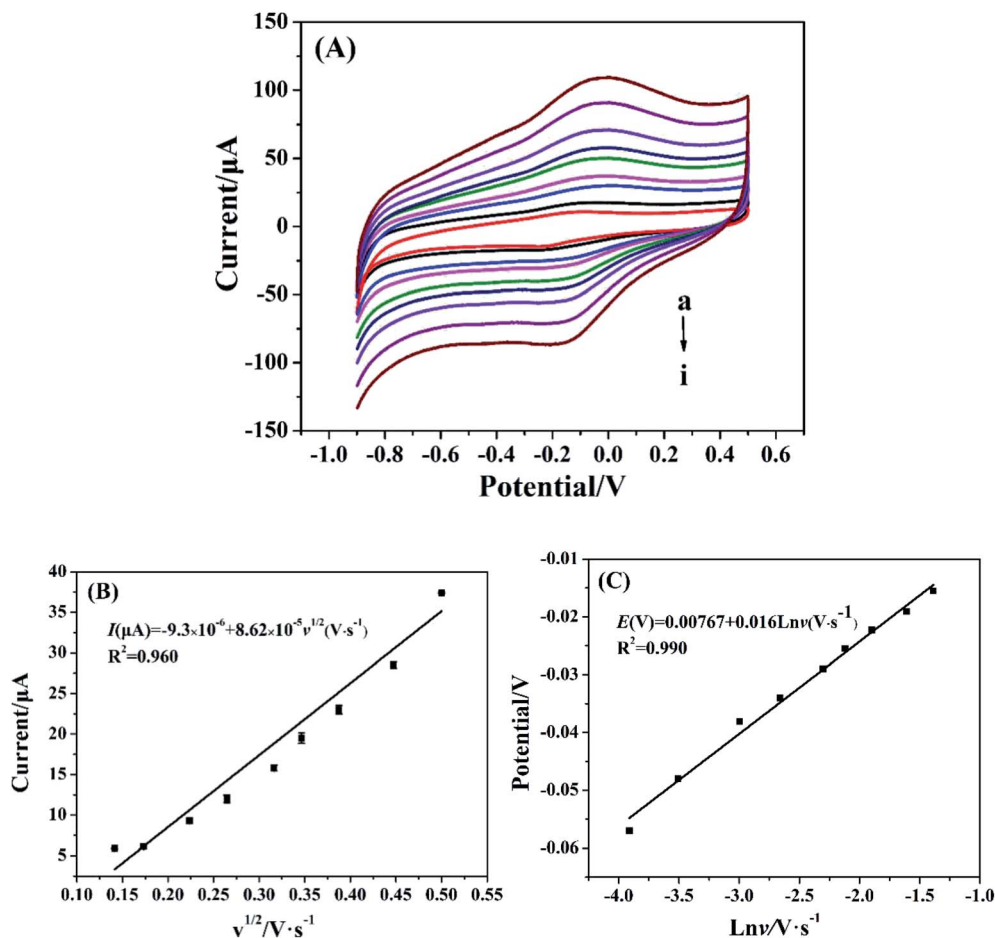 (A)
Current/μA
150
100
50
0
-50
-100
-150
a
i
-1.0 -0.8 -0.6 -0.4 -0.2 0.0 0.2 0.4 0.6
Potential/V
(B)
I(μA)=-9.3×10⁻⁶+8.62×10⁻⁵v¹ᐟ²(V·s⁻¹)
R²=0.960
Current/μA
40
35
30
25
20
15
10
5
0.10 0.15 0.20 0.25 0.30 0.35 0.40 0.45 0.50 0.55
v¹ᐟ²/V·s⁻¹
(C)
E(V)=0.00767+0.016Lnv(V·s⁻¹)
R²=0.990
Potential/V
-0.01
-0.02
-0.03
-0.04
-0.05
-0.06
-4.0 -3.5 -3.0 -2.5 -2.0 -1.5 -1.0
Lnv/V·s⁻¹